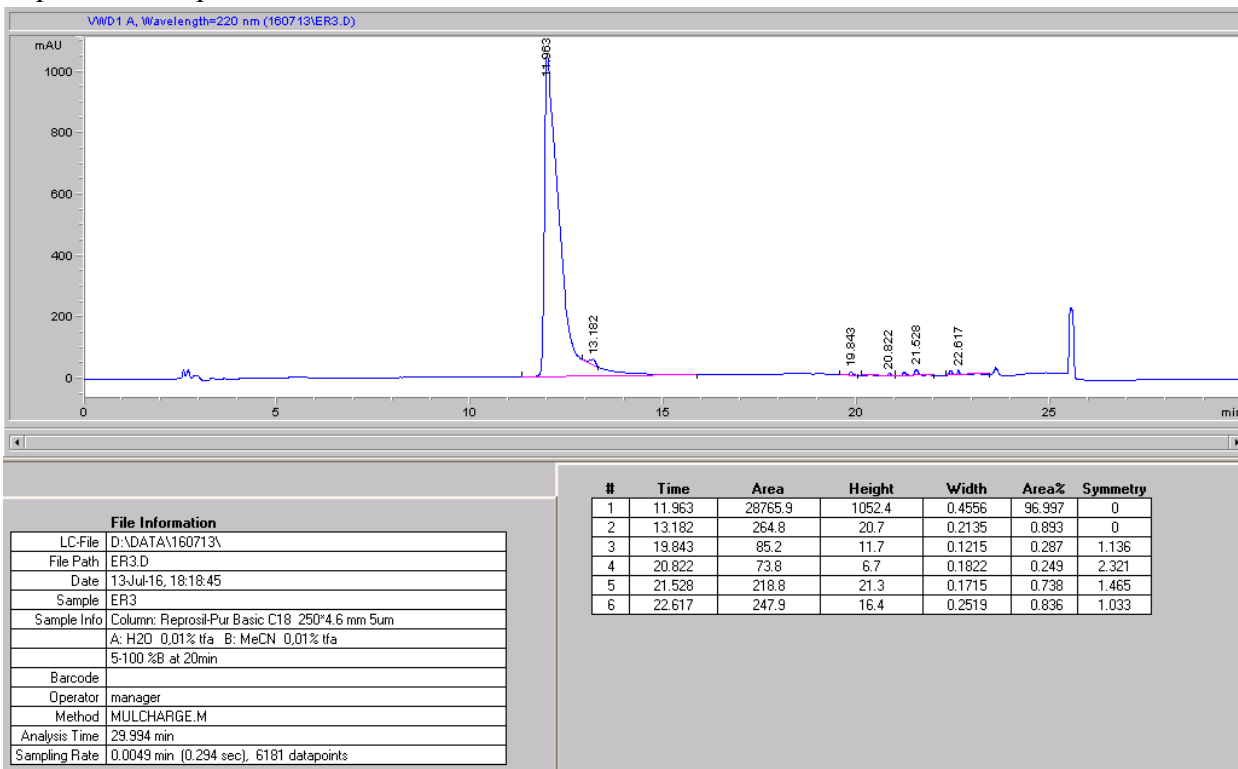 VWD1 A, Wavelength=220 nm (160713\ER3.D)
mAU
1000
800
600
400
200
0
11.963
13.182
19.843
20.822
21.528
22.617
0 5 10 15 20 25 min
# Time Area Height Width Area% Symmetry
1 11.963 28765.9 1052.4 0.4556 96.997 0
2 13.182 264.8 20.7 0.2135 0.893 0
3 19.843 85.2 11.7 0.1215 0.287 1.136
4 20.822 73.8 6.7 0.1822 0.249 2.321
5 21.528 218.8 21.3 0.1715 0.738 1.465
6 22.617 247.9 16.4 0.2519 0.836 1.033
File Information
LC-File D:\DATA\160713\
File Path ER3.D
Date 13-Jul-16, 18:18:45
Sample ER3
Sample Info Column: Reprosil-Pur Basic C18 250*4.6 mm 5um
A: H2O 0,01% tfa B: MeCN 0,01% tfa
5-100 %B at 20min
Barcode
Operator manager
Method MULCHARGE.M
Analysis Time 29.994 min
Sampling Rate 0.0049 min (0.294 sec), 6181 datapoints